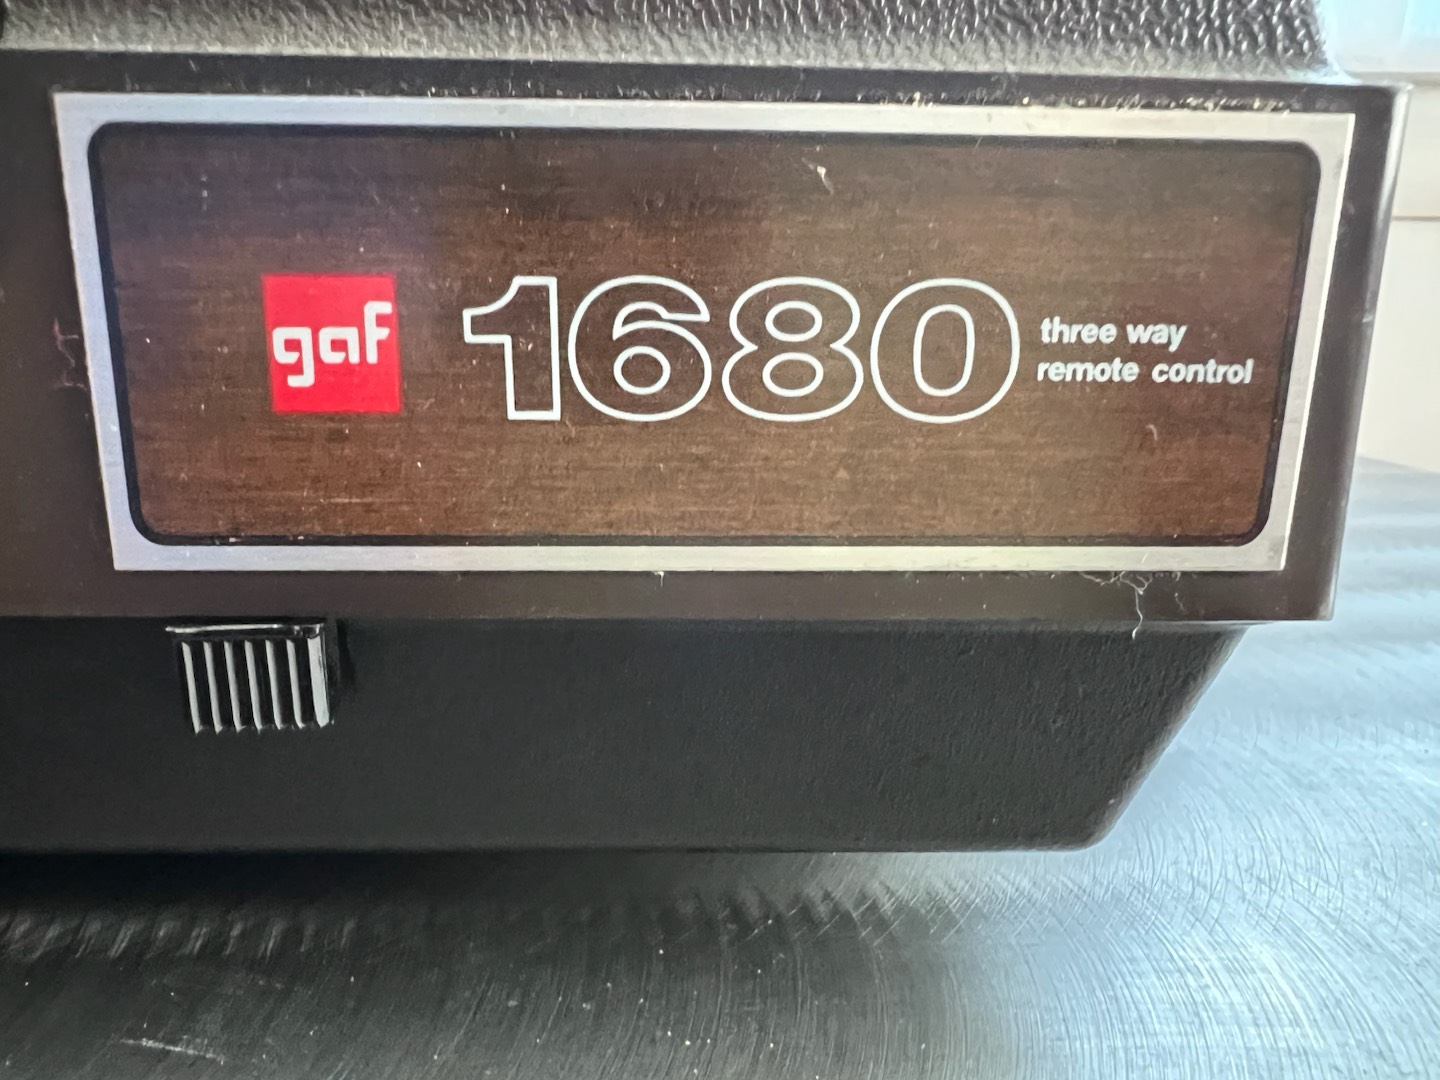 gaf 1680 three way
remote control